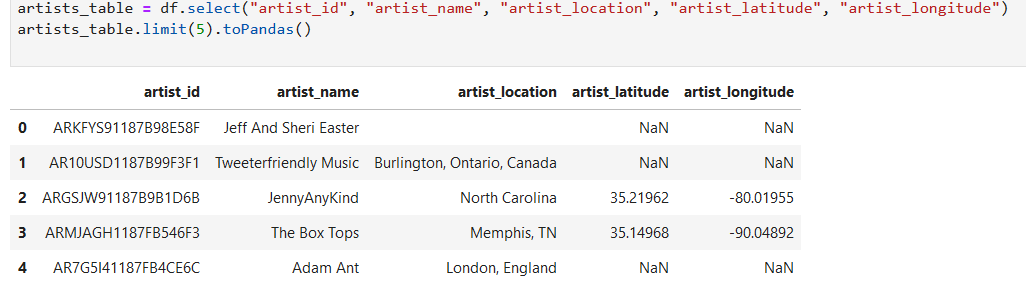 artists_table = df.select("artist_id", "artist_name", "artist_location", "artist_latitude", "artist_longitude")
artists_table.limit(5).toPandas()
artist_id artist_name artist_location artist_latitude artist_longitude
0 ARKFYS91187B98E58F Jeff And Sheri Easter NaN NaN
1 AR10USD1187B99F3F1 Tweeterfriendly Music Burlington, Ontario, Canada NaN NaN
2 ARGSJW91187B9B1D6B JennyAnyKind North Carolina 35.21962 -80.01955
3 ARMJAGH1187FB546F3 The Box Tops Memphis, TN 35.14968 -90.04892
4 AR7G5I41187FB4CE6C Adam Ant London, England NaN NaN